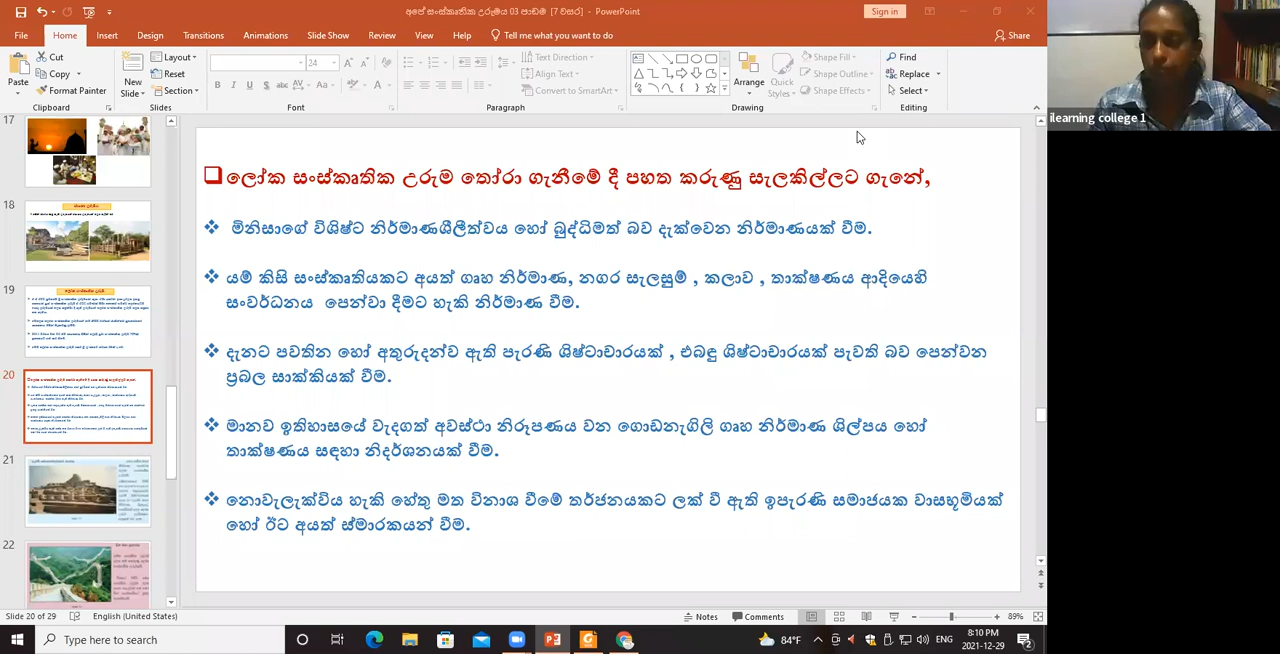 අපේ සංස්කෘතික උරුමය 03 පාඩම [7 වසර] - PowerPoint
Sign in
File Home Insert Design Transitions Animations Slide Show Review View Help Tell me what you want to do Share
Paste Cut Copy Format Painter
New Slide Layout Reset Section
24
B I U S abc AV Aa A
Text Direction Align Text Convert to SmartArt
Arrange Quick Styles Shape Fill Shape Outline Shape Effects
Find Replace Select
Clipboard Slides Font Paragraph Drawing Editing
ilearning college 1
17
18
19
20
21
22
ලෝක සංස්කෘතික උරුම තෝරා ගැනීමේ දී පහත කරුණු සැලකිල්ලට ගැනේ,
මිනිසාගේ විශිෂ්ට නිර්මාණශීලීත්වය හෝ බුද්ධිමත් බව දැක්වෙන නිර්මාණයක් වීම.
යම් කිසි සංස්කෘතියකට අයත් ගෘහ නිර්මාණ, නගර සැලසුම් , කලාව , තාක්ෂණය ආදියෙහි
සංවර්ධනය පෙන්වා දීමට හැකි නිර්මාණ වීම.
දැනට පවතින හෝ අතුරුදන්ව ඇති පැරණි ශිෂ්ටාචාරයක් , එබඳු ශිෂ්ටාචාරයක් පැවති බව පෙන්වන
ප්‍රබල සාක්කියක් වීම.
මානව ඉතිහාසයේ වැදගත් අවස්ථා නිරූපණය වන ගොඩනැගිලි ගෘහ නිර්මාණ ශිල්පය හෝ
තාක්ෂණය සඳහා නිදර්ශනයක් වීම.
නොවැලැක්විය හැකි හේතු මත විනාශ වීමේ තර්ජනයකට ලක් වී ඇති ඉපැරණි සමාජයක වාසභූමියක්
හෝ ඊට අයත් ස්මාරකයන් වීම.
Slide 20 of 29 English (United States) Notes Comments 89%
Type here to search
84°F ENG 8:10 PM
2021-12-29
2